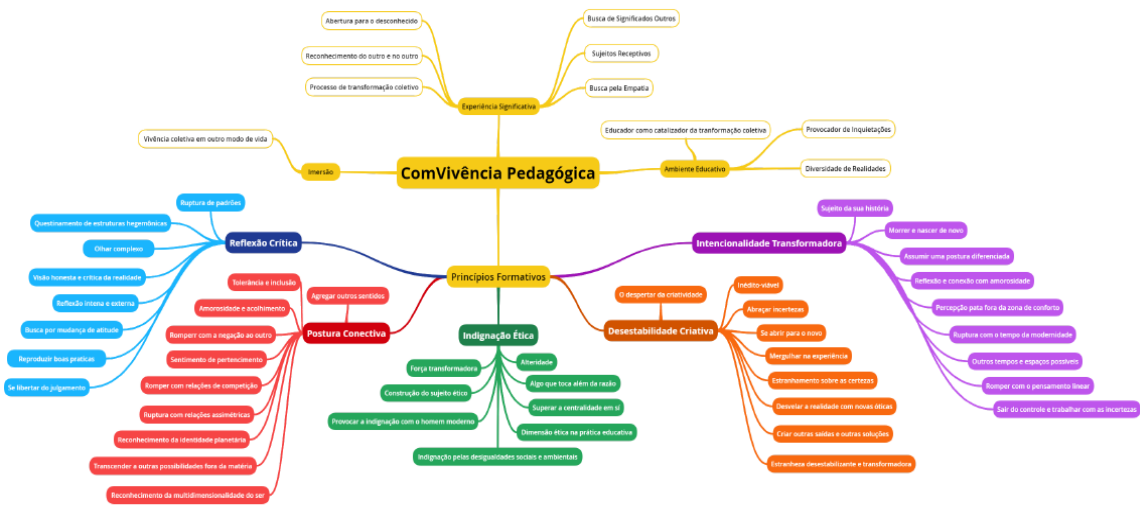 Abertura para o desconhecido
Reconhecimento do outro e no outro
Processo de transformação coletivo
Busca de Significados Outros
Sujeitos Receptivos
Busca pela Empatia
Experiência Significativa
Vivência coletiva em outro modo de vida
Imersão
ComVivência Pedagógica
Educador como catalizador da tranformação coletiva
Ambiente Educativo
Provocador de Inquietações
Diversidade de Realidades
Princípios Formativos
Reflexão Crítica
Ruptura de padrões
Questinamento de estruturas hegemônicas
Olhar complexo
Visão honesta e crítica da realidade
Reflexão intena e externa
Busca por mudança de atitude
Reproduzir boas praticas
Se libertar do julgamento
Postura Conectiva
Agregar outros sentidos
Tolerância e inclusão
Amorosidade e acolhimento
Romperr com a negação ao outro
Sentimento de pertencimento
Romper com relações de competição
Ruptura com relações assimétricas
Reconhecimento da identidade planetária
Transcender a outras possibilidades fora da matéria
Reconhecimento da multidimensionalidade do ser
Indignação Ética
Força transformadora
Construção do sujeito ético
Provocar a indignação com o homem moderno
Alteridade
Algo que toca além da razão
Superar a centralidade em sí
Dimensão ética na prática educativa
Indignação pelas desigualdades sociais e ambientais
Desestabilidade Criativa
O despertar da criatividade
Inédito-viável
Abraçar incertezas
Se abrir para o novo
Mergulhar na experiência
Estranhamento sobre as certezas
Desvelar a realidade com novas óticas
Criar outras saídas e outras soluções
Estranheza desestabilizante e transformadora
Intencionalidade Transformadora
Sujeito da sua história
Morrer e nascer de novo
Assumir uma postura diferenciada
Reflexão e conexão com amorosidade
Percepção pata fora da zona de conforto
Ruptura com o tempo da modernidade
Outros tempos e espaços possíveis
Romper com o pensamento linear
Sair do controle e trabalhar com as incertezas